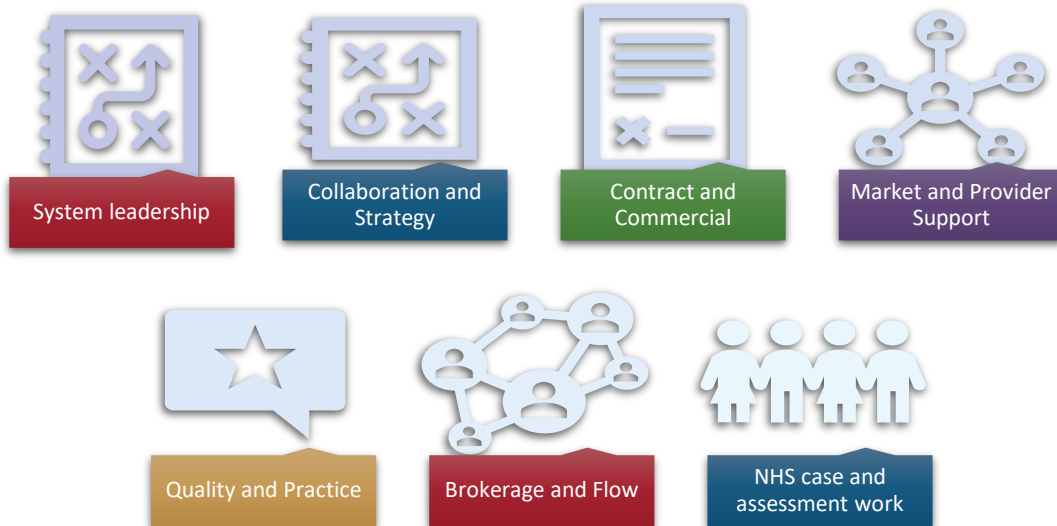 System leadership
Collaboration and
Strategy
Contract and
Commercial
Market and Provider
Support
Quality and Practice
Brokerage and Flow
NHS case and
assessment work